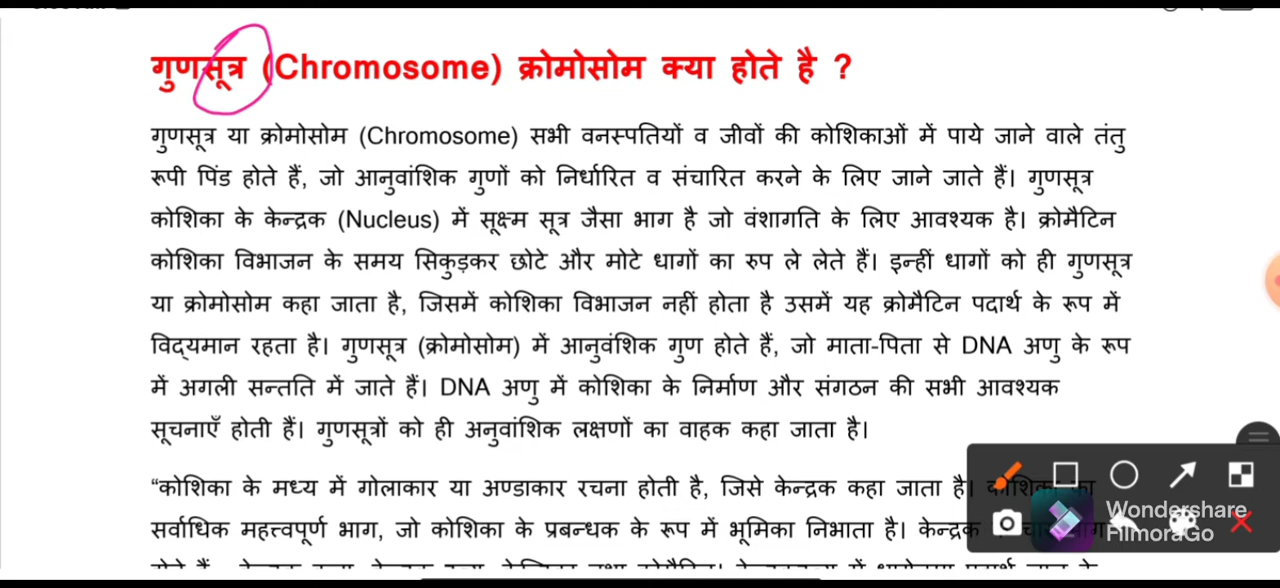 गुणसूत्र (Chromosome) क्रोमोसोम क्या होते है ?
गुणसूत्र या क्रोमोसोम (Chromosome) सभी वनस्पतियों व जीवों की कोशिकाओं में पाये जाने वाले तंतु
रूपी पिंड होते हैं, जो आनुवांशिक गुणों को निर्धारित व संचारित करने के लिए जाने जाते हैं। गुणसूत्र
कोशिका के केन्द्रक (Nucleus) में सूक्ष्म सूत्र जैसा भाग है जो वंशागति के लिए आवश्यक है। क्रोमैटिन
कोशिका विभाजन के समय सिकुड़कर छोटे और मोटे धागों का रुप ले लेते हैं। इन्हीं धागों को ही गुणसूत्र
या क्रोमोसोम कहा जाता है, जिसमें कोशिका विभाजन नहीं होता है उसमें यह क्रोमैटिन पदार्थ के रूप में
विद्यमान रहता है। गुणसूत्र (क्रोमोसोम) में आनुवंशिक गुण होते हैं, जो माता-पिता से DNA अणु के रूप
में अगली सन्तति में जाते हैं। DNA अणु में कोशिका के निर्माण और संगठन की सभी आवश्यक
सूचनाएँ होती हैं। गुणसूत्रों को ही अनुवांशिक लक्षणों का वाहक कहा जाता है।
“कोशिका के मध्य में गोलाकार या अण्डाकार रचना होती है, जिसे केन्द्रक कहा जाता है। कोशिका का
सर्वाधिक महत्त्वपूर्ण भाग, जो कोशिका के प्रबन्धक के रूप में भूमिका निभाता है। केन्द्रक
Wondershare
FilmoraGo